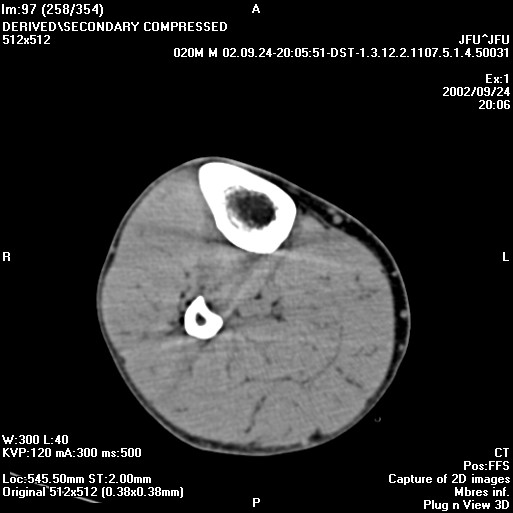 Im:97 (258/354)
A
DERIVED\SECONDARY COMPRESSED
512x512
JFU^JFU
020M M 02.09.24-20:05:51-DST-1.3.12.2.1107.5.1.4.50031
Ex:1
2002/09/24
20:06
R
L
W:300 L:40
KVP:120 mA:300 ms:500
CT
Pos:FFS
Loc:545.50mm ST:2.00mm
Capture of 2D images
Original 512x512 (0.38x0.38mm)
Mbres inf.
P
Plug n View 3D